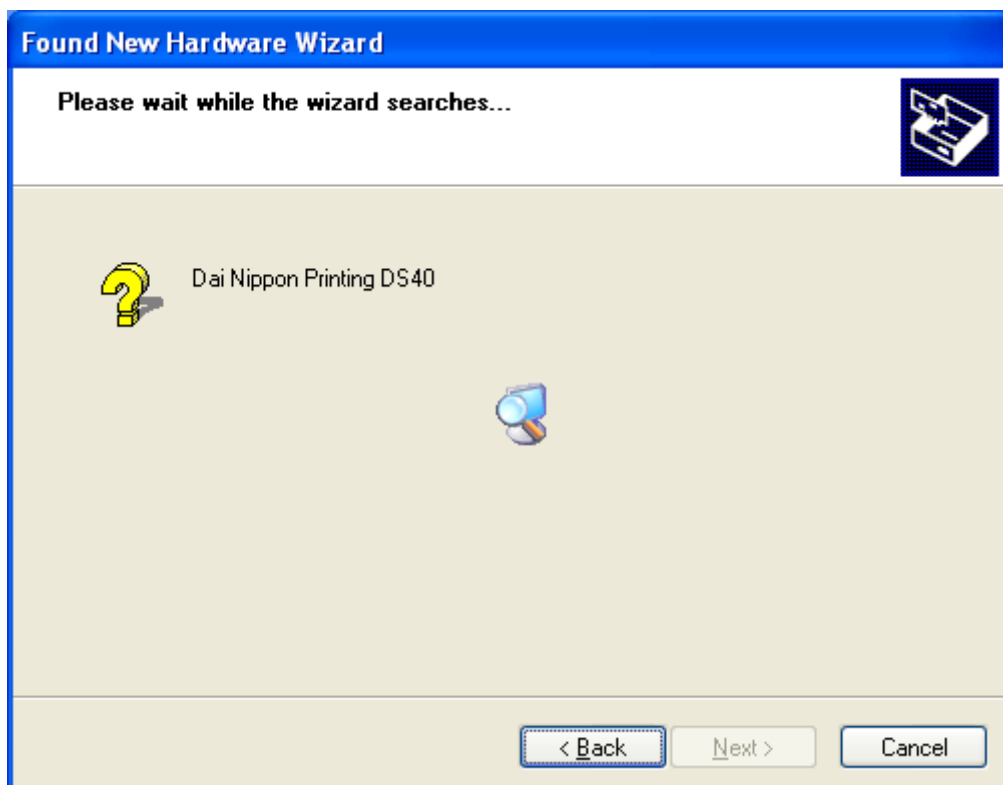 Found New Hardware Wizard
Please wait while the wizard searches...
Dai Nippon Printing DS40
< Back
Next >
Cancel